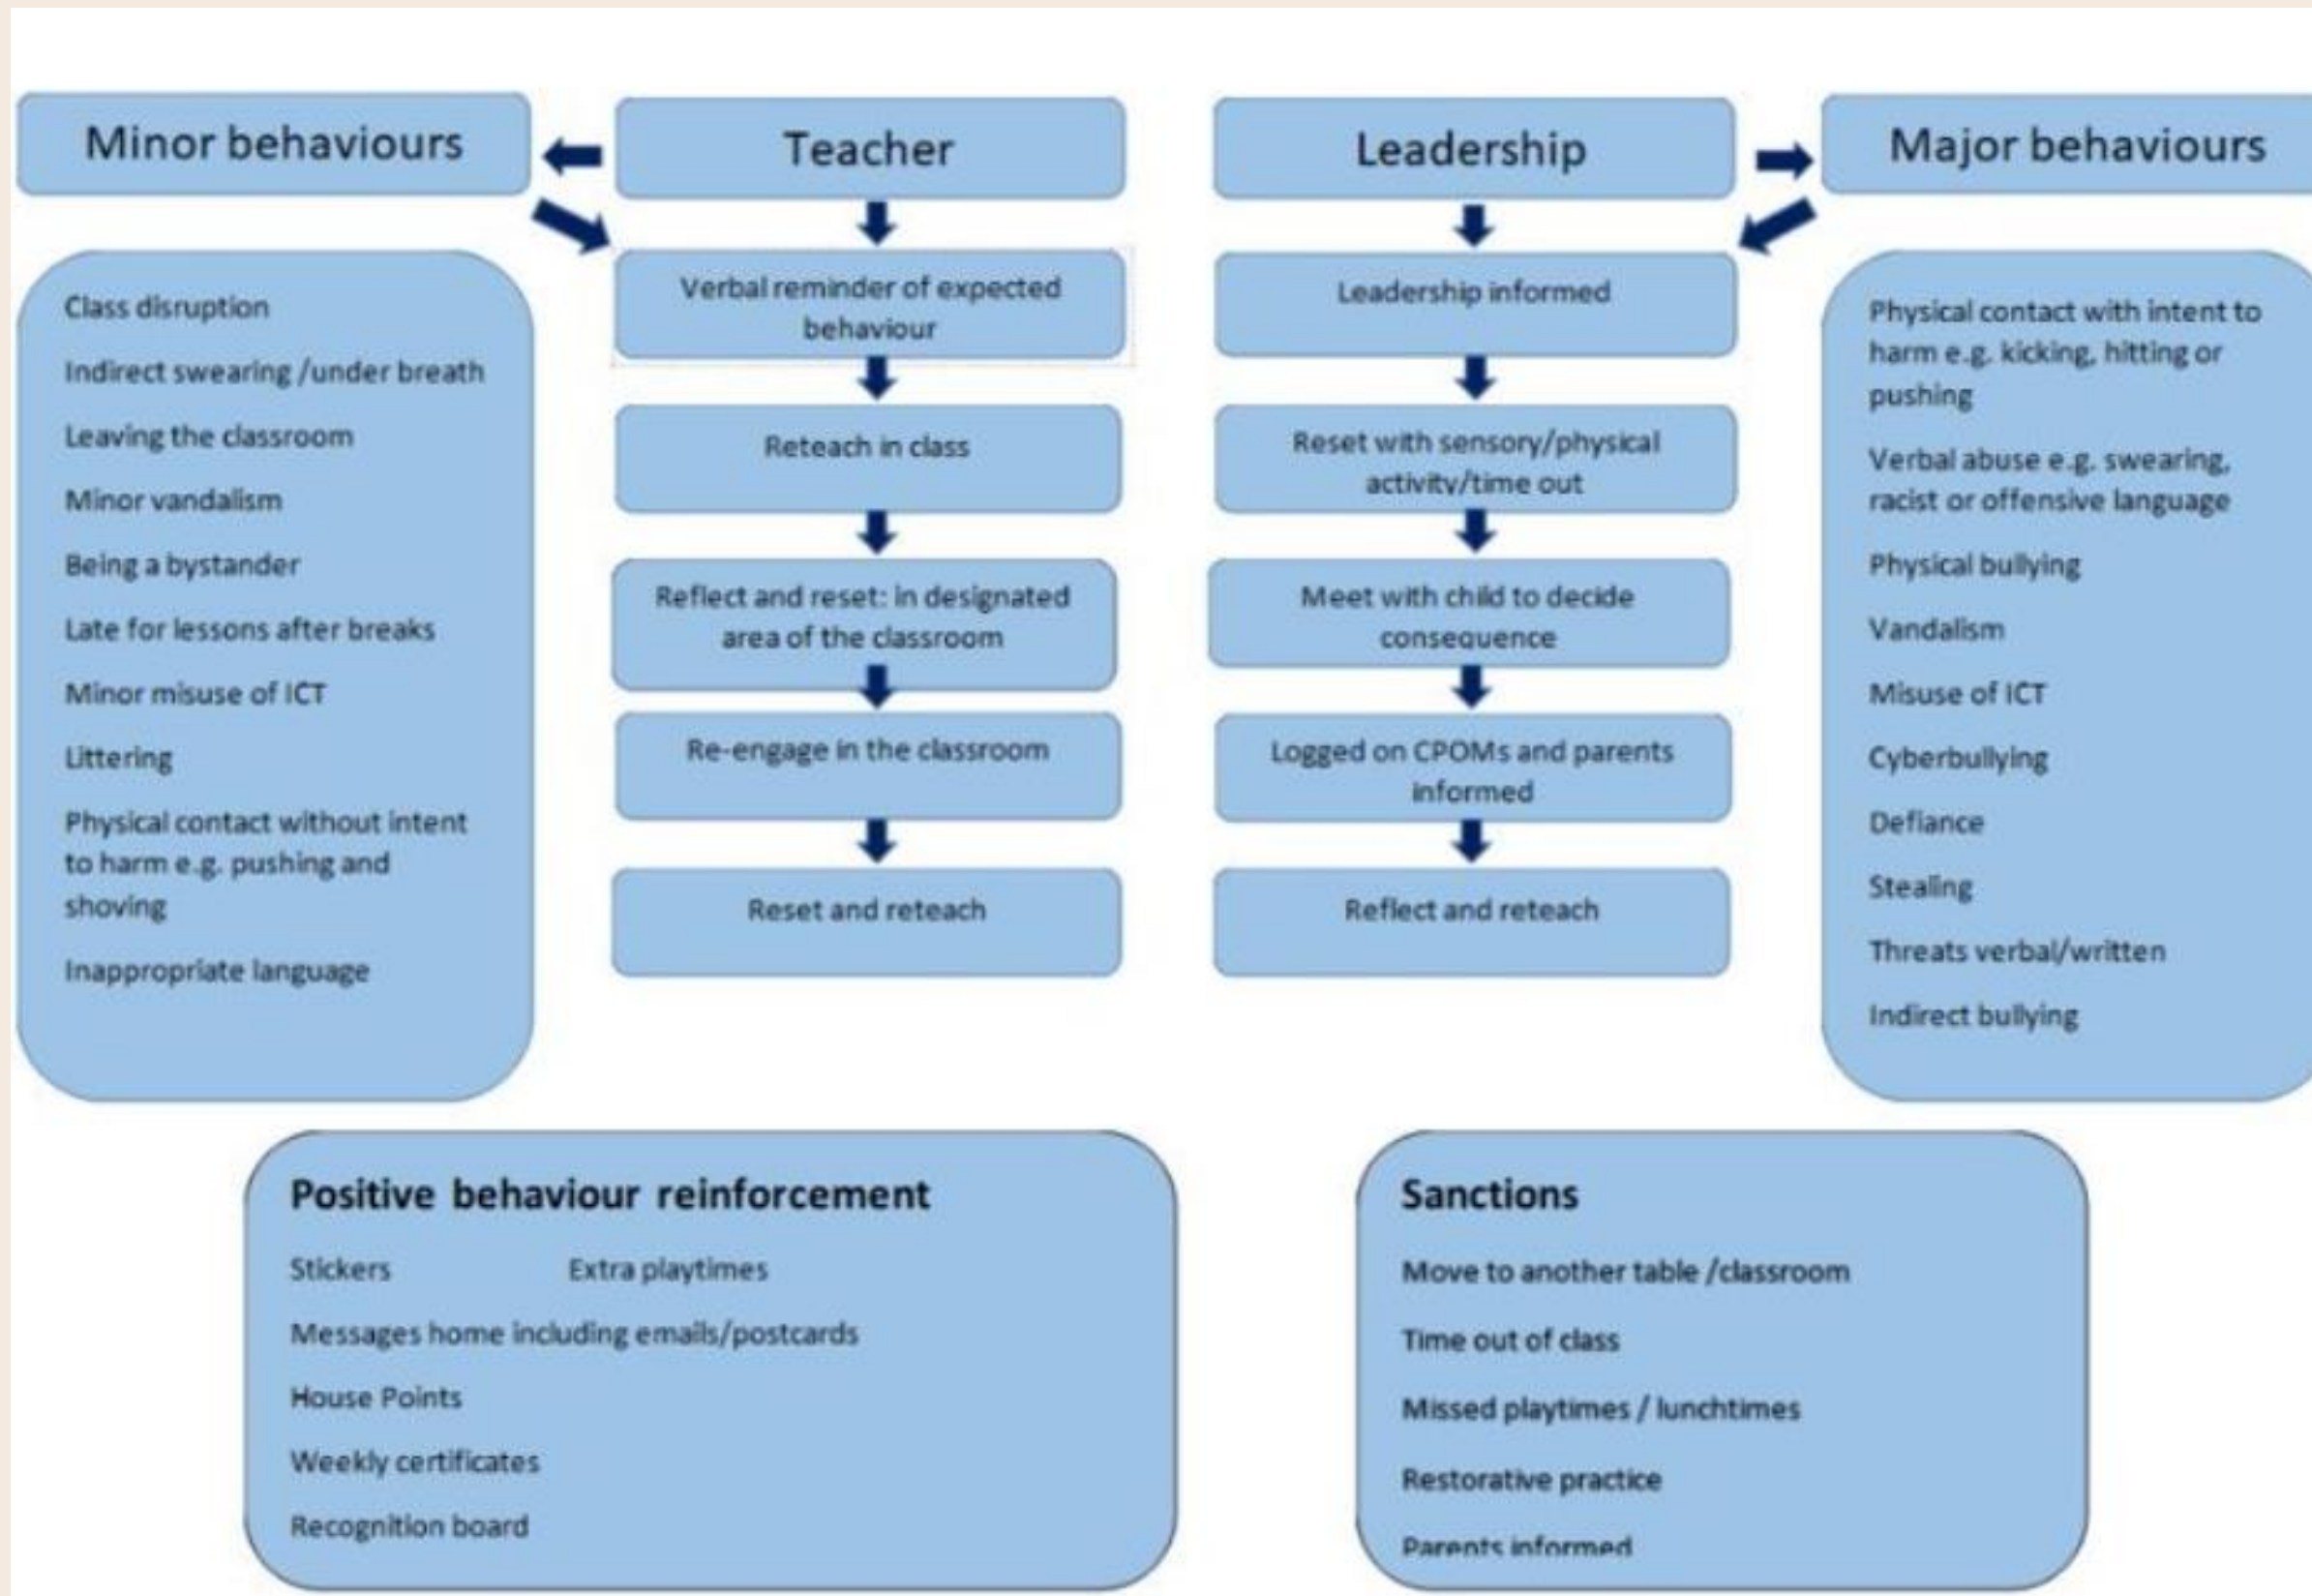 Minor behaviours
Class disruption
Indirect swearing /under breath
Leaving the classroom
Minor vandalism
Being a bystander
Late for lessons after breaks
Minor misuse of ICT
Littering
Physical contact without intent
to harm e.g. pushing and
shoving
Inappropriate language
Teacher
Verbal reminder of expected
behaviour
Reteach in class
Reflect and reset: in designated
area of the classroom
Re-engage in the classroom
Reset and reteach
Leadership
Leadership informed
Reset with sensory/physical
activity/time out
Meet with child to decide
consequence
Logged on CPOMs and parents
informed
Reflect and reteach
Major behaviours
Physical contact with intent to
harm e.g. kicking, hitting or
pushing
Verbal abuse e.g. swearing,
racist or offensive language
Physical bullying
Vandalism
Misuse of ICT
Cyberbullying
Defiance
Stealing
Threats verbal/written
Indirect bullying
Positive behaviour reinforcement
Stickers Extra playtimes
Messages home including emails/postcards
House Points
Weekly certificates
Recognition board
Sanctions
Move to another table /classroom
Time out of class
Missed playtimes / lunchtimes
Restorative practice
Parents informed